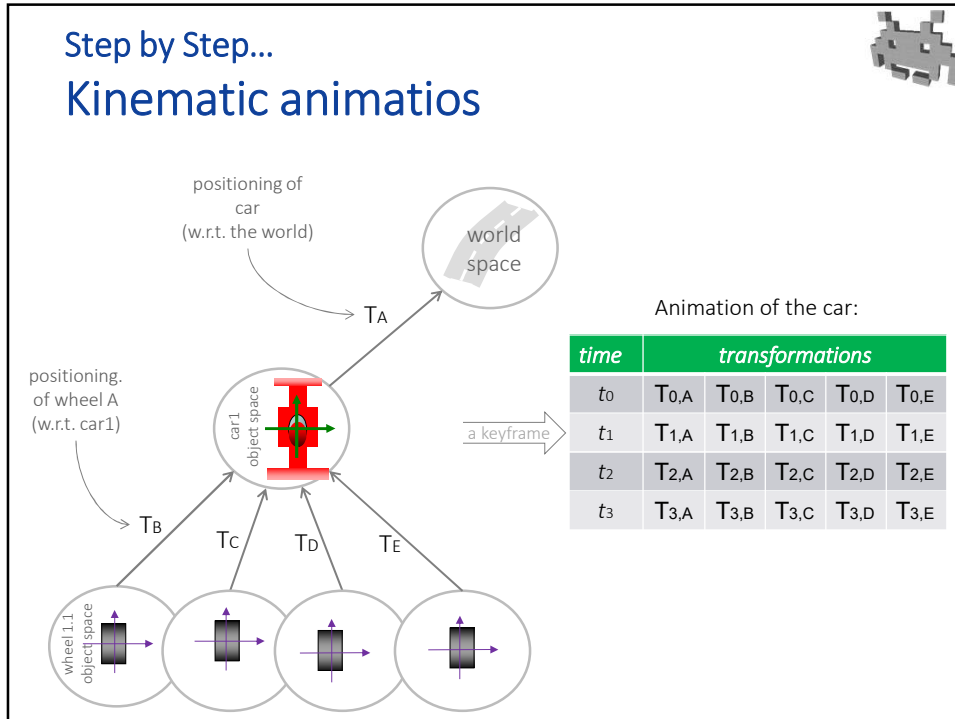 Step by Step…
Kinematic animatios
positioning of
car
(w.r.t. the world)
world
space
TA
positioning.
of wheel A
(w.r.t. car1)
car1
object space
TB
TC
TD
TE
wheel 1.1
object space
a keyframe
Animation of the car:
time transformations
t0 T0,A T0,B T0,C T0,D T0,E
t1 T1,A T1,B T1,C T1,D T1,E
t2 T2,A T2,B T2,C T2,D T2,E
t3 T3,A T3,B T3,C T3,D T3,E